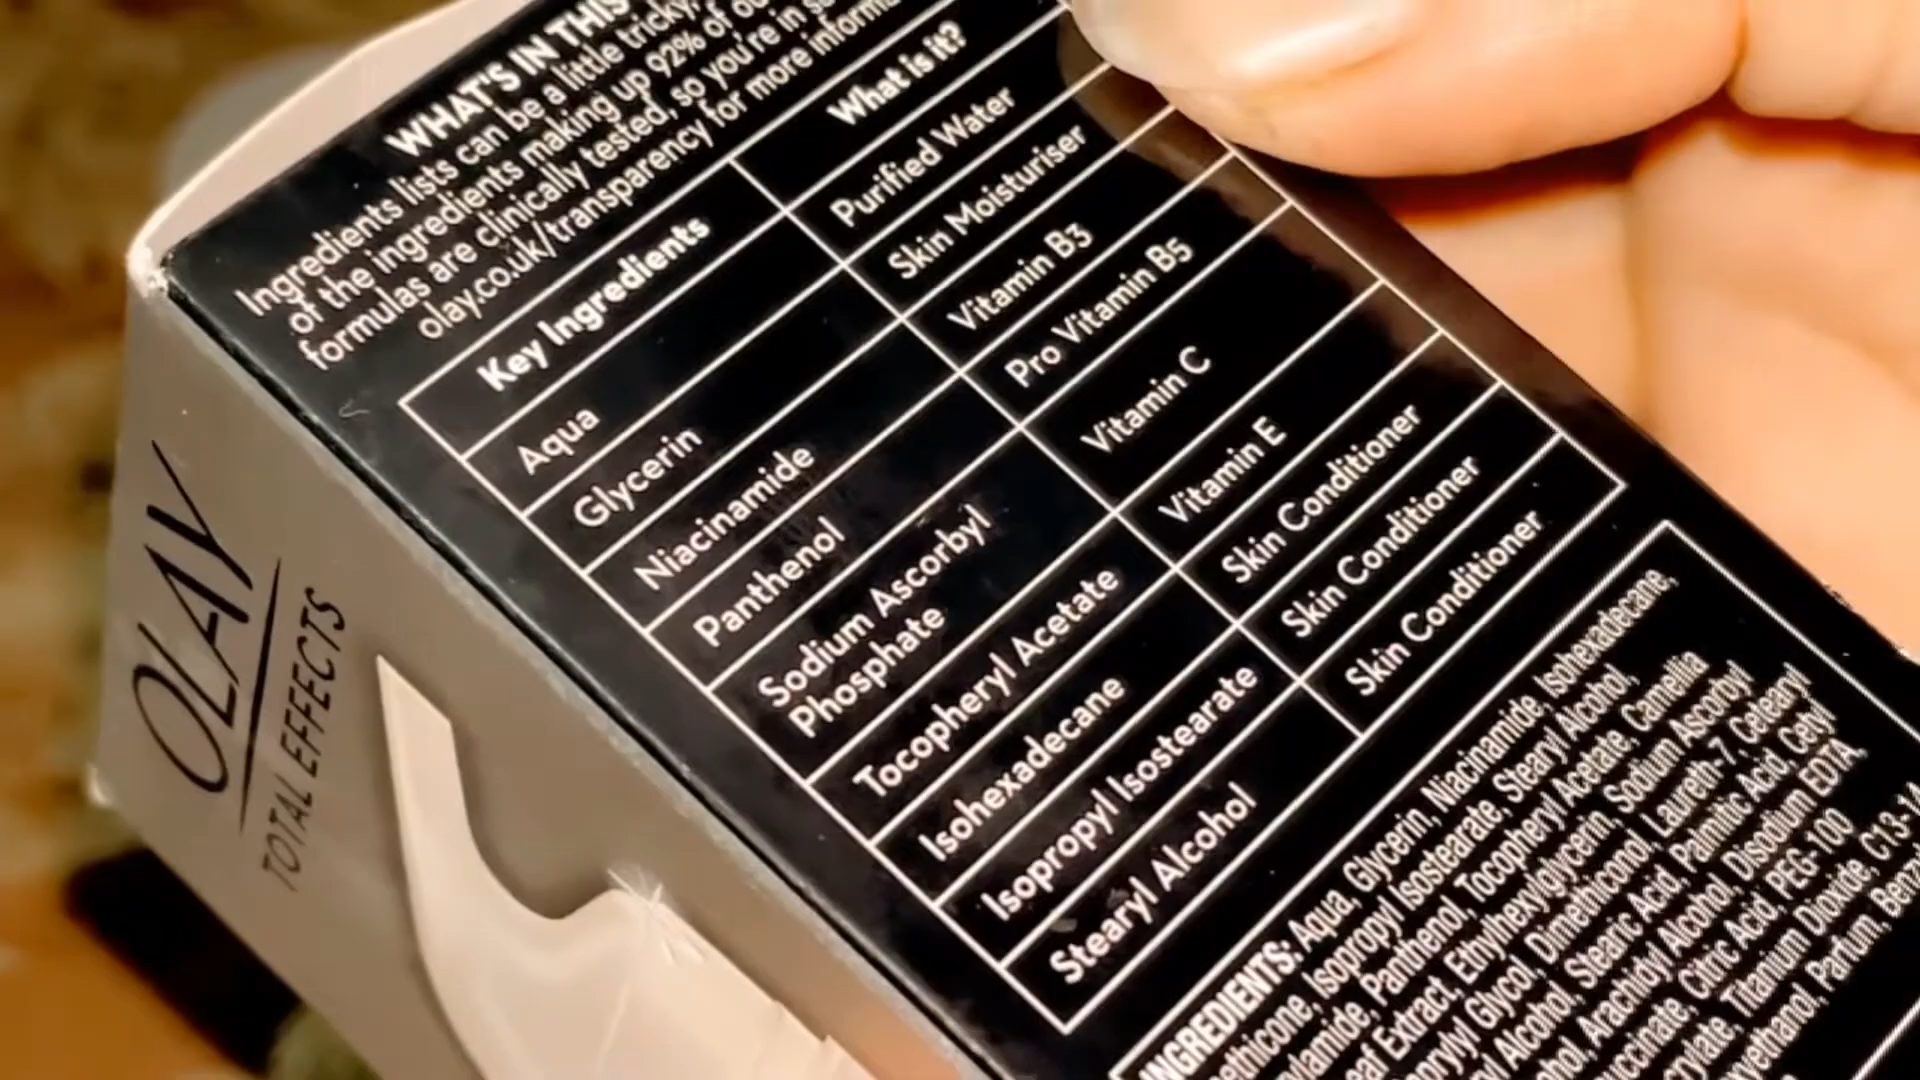 WHAT'S IN THIS
Ingredients lists can be a little tricky,
of the ingredients making up 92% of our
formulas are clinically tested, so you're in
olay.co.uk/transparency for more
Key Ingredients What is it?
Aqua Purified Water
Glycerin Skin Moisturiser
Niacinamide Vitamin B3
Panthenol Pro Vitamin B5
Sodium Ascorbyl
Phosphate Vitamin C
Tocopheryl Acetate Vitamin E
Isohexadecane Skin Conditioner
Isopropyl Isostearate Skin Conditioner
Stearyl Alcohol Skin Conditioner
INGREDIENTS: Aqua, Glycerin, Niacinamide, Isohexadecane,
Isopropyl Isostearate, Stearyl Alcohol,
Panthenol, Tocopheryl Acetate, Camellia
Extract, Ethylhexylglycerin, Sodium Ascorbyl
Glycol, Dimethiconol, Laureth-7, Cetearyl
Alcohol, Stearic Acid, Palmitic Acid, Cetyl
Arachidyl Alcohol, Disodium EDTA,
Citric Acid, PEG-100
Titanium Dioxide, C13-14
Parfum,
OLAY
TOTAL EFFECTS